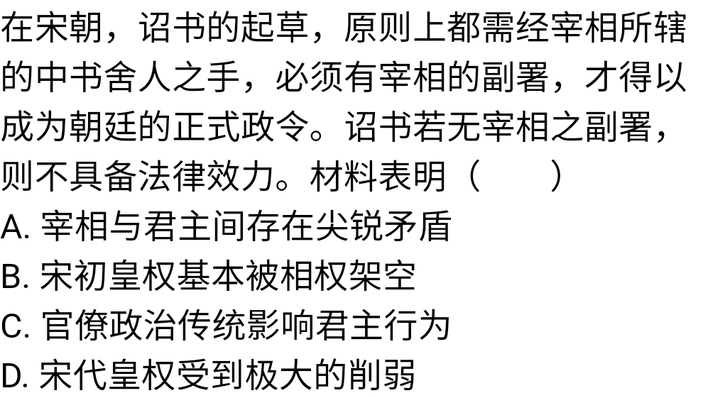 在宋朝，诏书的起草，原则上都需经宰相所辖
的中书舍人之手，必须有宰相的副署，才得以
成为朝廷的正式政令。诏书若无宰相之副署，
则不具备法律效力。材料表明（　　）
A. 宰相与君主间存在尖锐矛盾
B. 宋初皇权基本被相权架空
C. 官僚政治传统影响君主行为
D. 宋代皇权受到极大的削弱